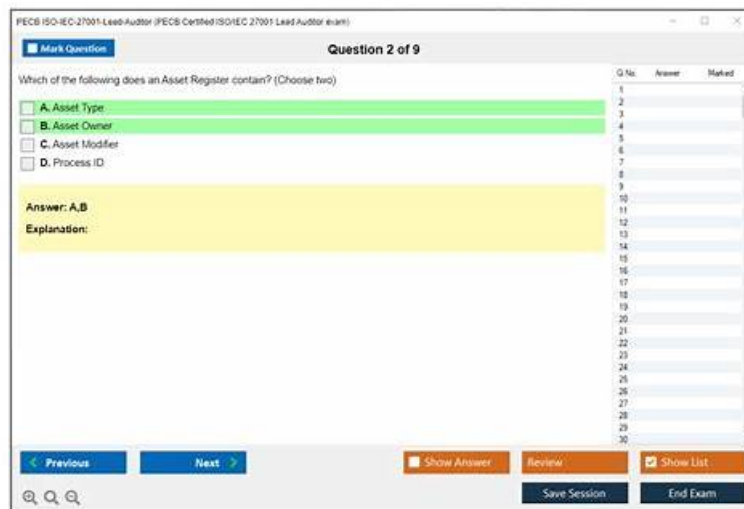 PECB ISO-IEC-27001-Lead-Auditor (PECB Certified ISO/IEC 27001 Lead Auditor exam)
Mark Question
Question 2 of 9
Which of the following does an Asset Register contain? (Choose two)
A. Asset Type
B. Asset Owner
C. Asset Modifier
D. Process ID
Answer: A,B
Explanation:
Q.No. Answer Marked
1
2
3
4
5
6
7
8
9
10
11
12
13
14
15
16
17
18
19
20
21
22
23
24
25
26
27
28
29
30
Previous Next Show Answer Review Show List
Save Session End Exam